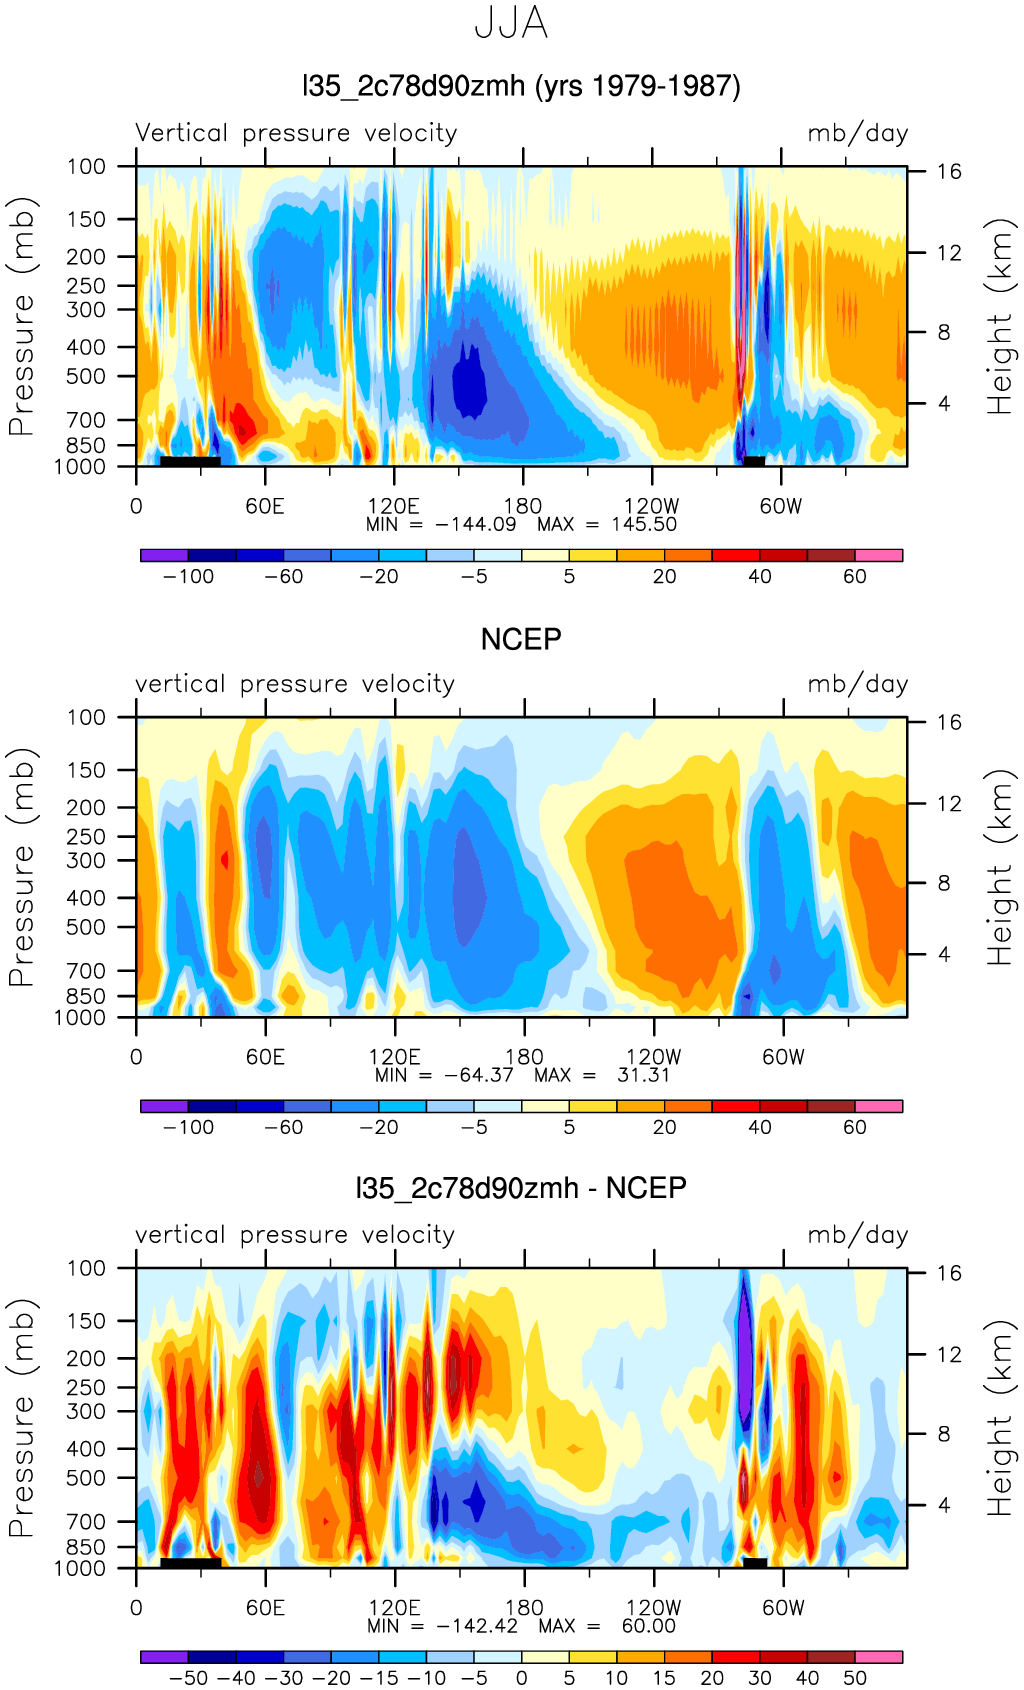 JJA
l35_2c78d90zmh (yrs 1979-1987)
Vertical pressure velocity mb/day
100
150
200
250
300
400
500
700
850
1000
Pressure (mb)
16
12
8
4
Height (km)
0 60E 120E 180 120W 60W
MIN = -144.09 MAX = 145.50
-100 -60 -20 -5 5 20 40 60
NCEP
vertical pressure velocity mb/day
100
150
200
250
300
400
500
700
850
1000
Pressure (mb)
16
12
8
4
Height (km)
0 60E 120E 180 120W 60W
MIN = -64.37 MAX = 31.31
-100 -60 -20 -5 5 20 40 60
l35_2c78d90zmh - NCEP
vertical pressure velocity mb/day
100
150
200
250
300
400
500
700
850
1000
Pressure (mb)
16
12
8
4
Height (km)
0 60E 120E 180 120W 60W
MIN = -142.42 MAX = 60.00
-50 -40 -30 -20 -15 -10 -5 0 5 10 15 20 30 40 50